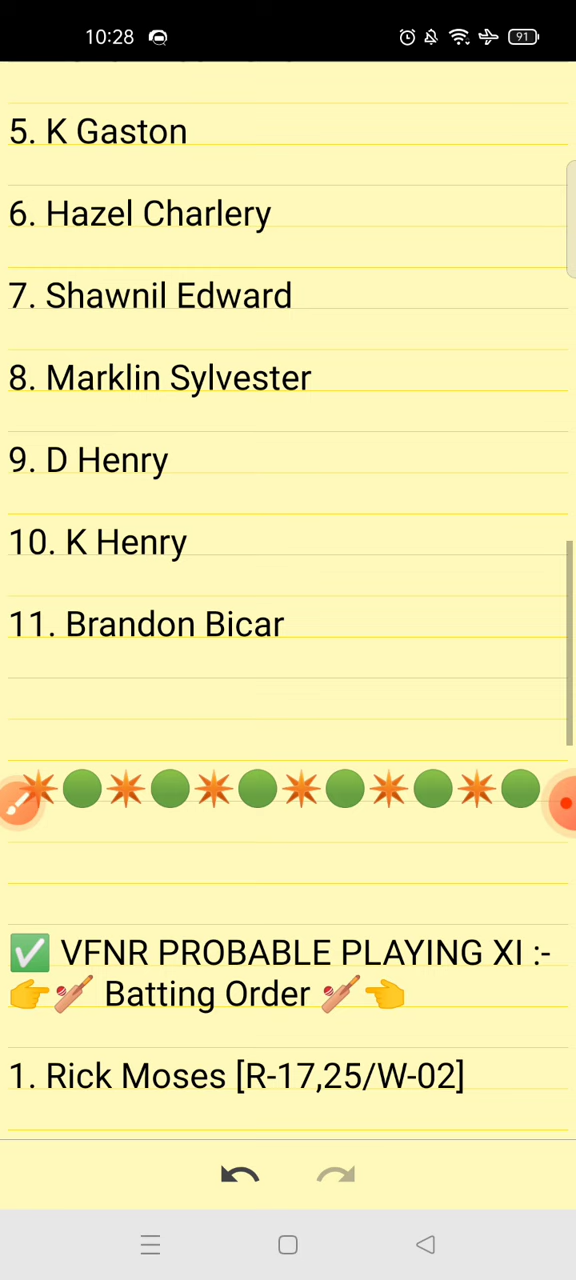 10:28
91
5. K Gaston
6. Hazel Charlery
7. Shawnil Edward
8. Marklin Sylvester
9. D Henry
10. K Henry
11. Brandon Bicar
💥🟢💥🟢💥🟢💥🟢💥🟢💥🟢
✅ VFNR PROBABLE PLAYING XI :-
👉🏏 Batting Order 🏏👈
1. Rick Moses [R-17,25/W-02]